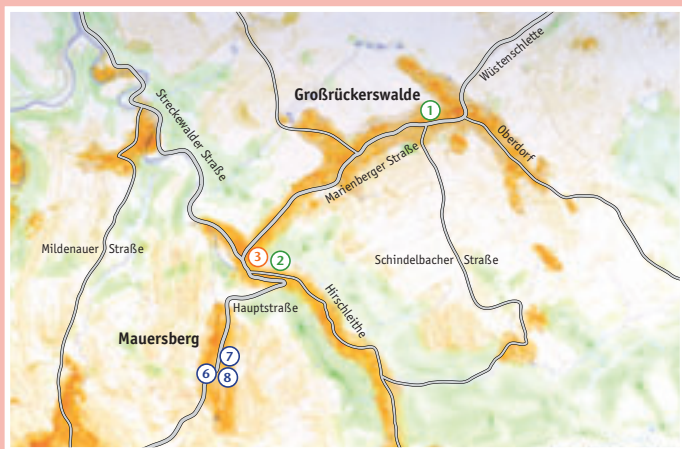 Wüstenschlette
Großrückerswalde
1
Streckewalder
Straße
Oberdorf
Marienberger Straße
Mildenauer Straße
3
2
Schindelbacher Straße
Hirschleithe
Hauptstraße
Mauersberg
7
6
8